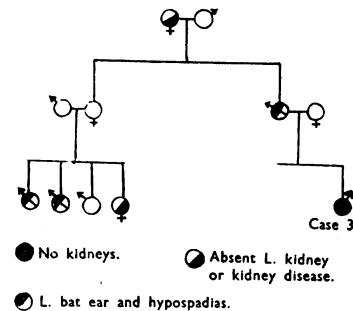 Case 3
No kidneys.
Absent L. kidney
or kidney disease.
L. bat ear and hypospadias.